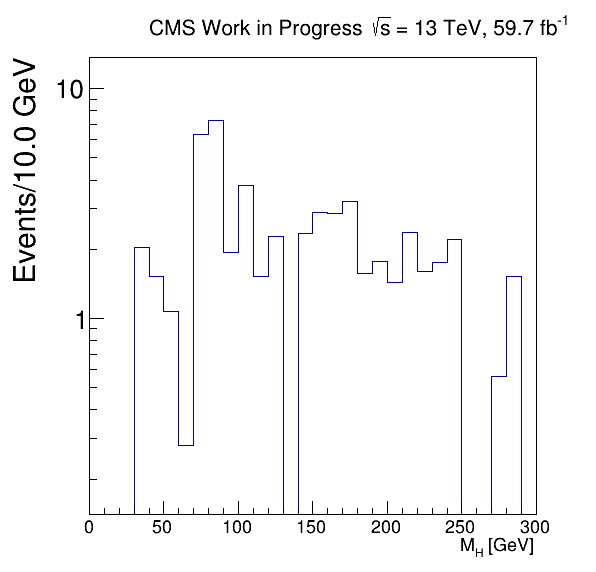 CMS Work in Progress √s = 13 TeV, 59.7 fb⁻¹
Events/10.0 GeV
10
1
0 50 100 150 200 250 300
M_H [GeV]